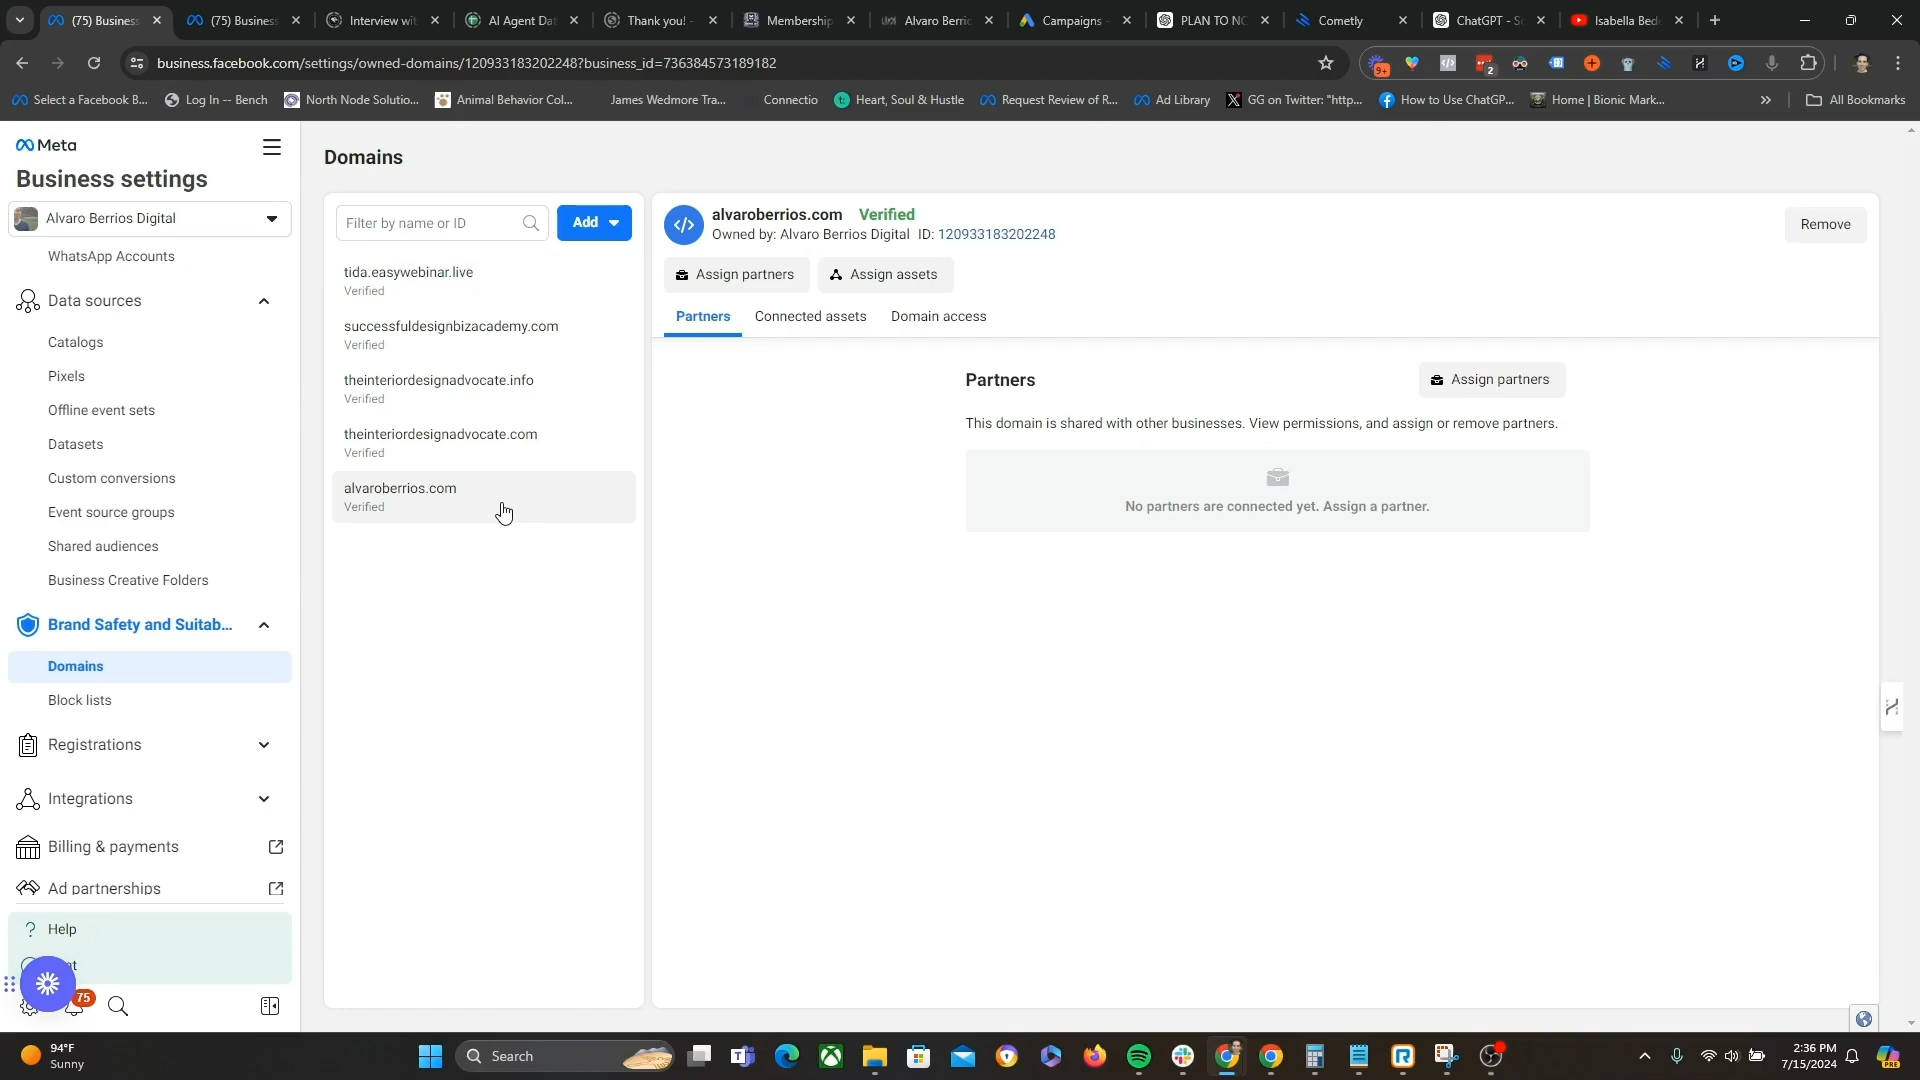 (75) Business
(75) Business
Interview wit
AI Agent Dat
Thank you! -
Membership
Alvaro Berric
Campaigns -
PLAN TO NO
Cometly
ChatGPT - S
Isabella Bede
business.facebook.com/settings/owned-domains/120933183202248?business_id=736384573189182
9+
2
Select a Facebook B...
Log In -- Bench
North Node Solutio...
Animal Behavior Col...
James Wedmore Tra...
Connectio
Heart, Soul & Hustle
Request Review of R...
Ad Library
GG on Twitter: "http...
How to Use ChatGP...
Home | Bionic Mark...
All Bookmarks
Meta
Business settings
Alvaro Berrios Digital
WhatsApp Accounts
Data sources
Catalogs
Pixels
Offline event sets
Datasets
Custom conversions
Event source groups
Shared audiences
Business Creative Folders
Brand Safety and Suitab...
Domains
Block lists
Registrations
Integrations
Billing & payments
Ad partnerships
Help
75
Domains
Filter by name or ID
Add
tida.easywebinar.live
Verified
successfuldesignbizacademy.com
Verified
theinteriordesignadvocate.info
Verified
theinteriordesignadvocate.com
Verified
alvaroberrios.com
Verified
alvaroberrios.com Verified
Owned by: Alvaro Berrios Digital ID: 120933183202248
Remove
Assign partners
Assign assets
Partners
Connected assets
Domain access
Partners
Assign partners
This domain is shared with other businesses. View permissions, and assign or remove partners.
No partners are connected yet. Assign a partner.
94°F
Sunny
Search
2:36 PM
7/15/2024
PRE